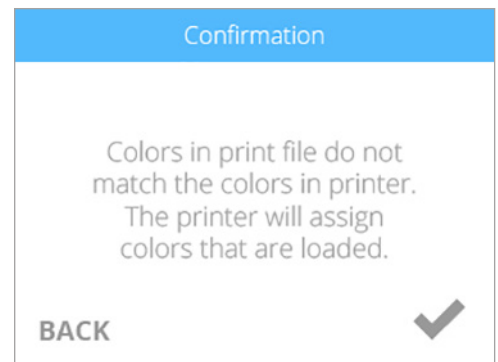 Confirmation
Colors in print file do not
match the colors in printer.
The printer will assign
colors that are loaded.
BACK